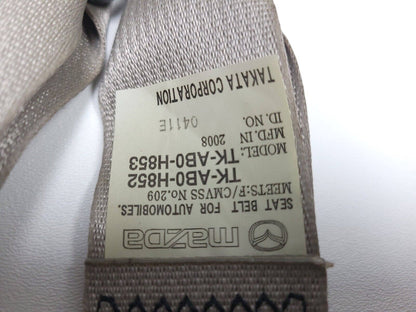 mazda
SEAT BELT FOR AUTOMOBILES.
MEETS:F/CMVSS No.209
TK-AB0-H852
MODEL: TK-AB0-H853
MFD.IN 2008
ID.NO. 0411E
TAKATA CORPORATION